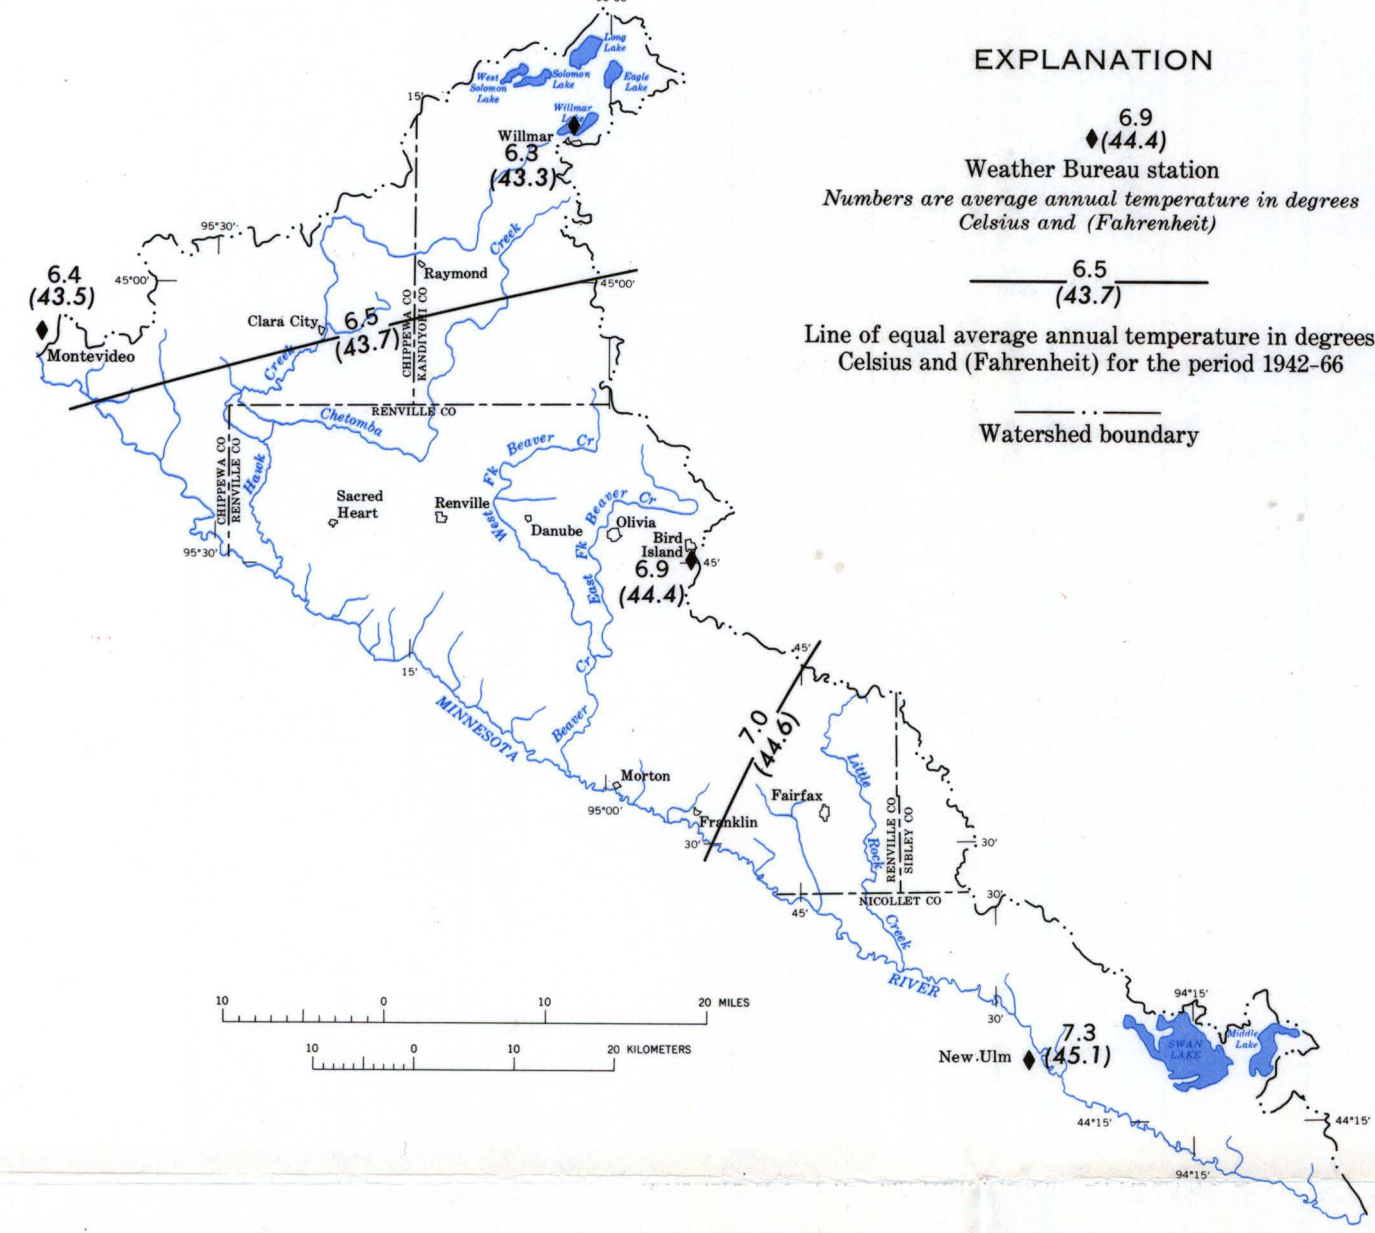 EXPLANATION
6.9
(44.4)
Weather Bureau station
Numbers are average annual temperature in degrees
Celsius and (Fahrenheit)
6.5
(43.7)
Line of equal average annual temperature in degrees
Celsius and (Fahrenheit) for the period 1942-66
Watershed boundary
Long
Lake
West
Solomon
Lake
Solomon
Lake
Eagle
Lake
Willmar
Lake
15'
Willmar
6.3
(43.3)
95°30'
Creek
6.4
(43.5)
45°00'
Raymond
45°00'
Montevideo
Clara City
6.5
(43.7)
CHIPPEWA CO
KANDIYOHI CO
Creek
RENVILLE CO
Chetomba
CHIPPEWA CO
RENVILLE CO
Hawk
Beaver Cr
West Fk
Beaver Cr
East Fk
Sacred
Heart
Renville
Danube
Olivia
Bird
Island
45'
6.9
(44.4)
95°30'
15'
Cr
Beaver
MINNESOTA
45'
7.0
(44.6)
Morton
95°00'
Franklin
30'
Fairfax
Little
Rock
Creek
RENVILLE CO
SIBLEY CO
30'
NICOLLET CO
30'
45'
RIVER
30'
94°15'
SWAN
LAKE
Middle
Lake
New Ulm
7.3
(45.1)
44°15'
44°15'
94°15'
10 0 10 20 MILES
10 0 10 20 KILOMETERS